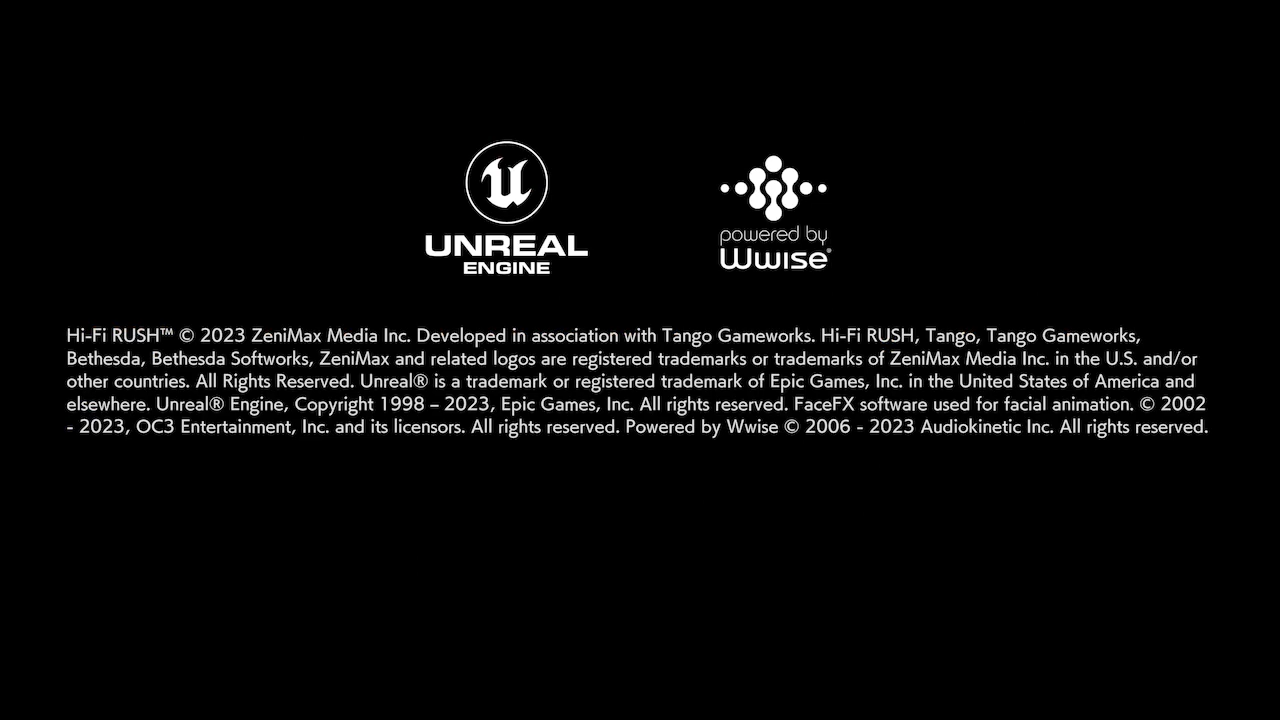 UNREAL
ENGINE
powered by
Wwise®
Hi-Fi RUSH™ © 2023 ZeniMax Media Inc. Developed in association with Tango Gameworks. Hi-Fi RUSH, Tango, Tango Gameworks,
Bethesda, Bethesda Softworks, ZeniMax and related logos are registered trademarks or trademarks of ZeniMax Media Inc. in the U.S. and/or
other countries. All Rights Reserved. Unreal® is a trademark or registered trademark of Epic Games, Inc. in the United States of America and
elsewhere. Unreal® Engine, Copyright 1998 – 2023, Epic Games, Inc. All rights reserved. FaceFX software used for facial animation. © 2002
- 2023, OC3 Entertainment, Inc. and its licensors. All rights reserved. Powered by Wwise © 2006 - 2023 Audiokinetic Inc. All rights reserved.